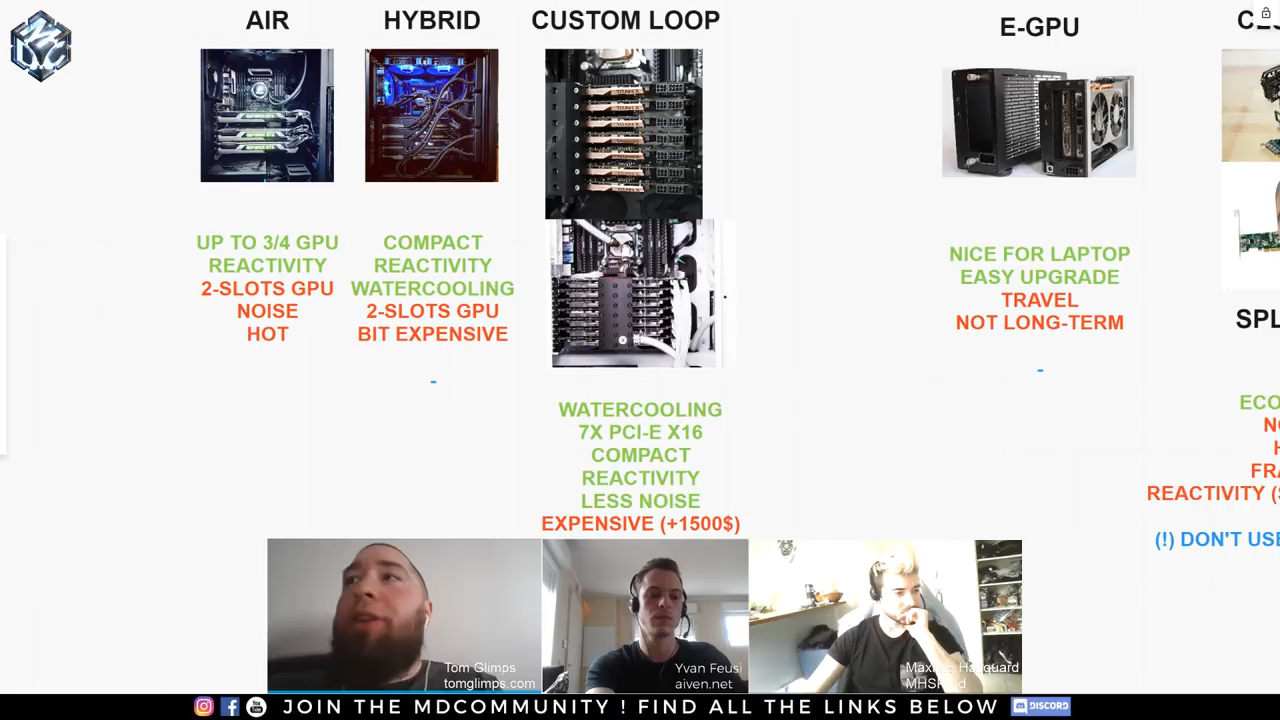 AIR
UP TO 3/4 GPU
REACTIVITY
2-SLOTS GPU
NOISE
HOT
HYBRID
COMPACT
REACTIVITY
WATERCOOLING
2-SLOTS GPU
BIT EXPENSIVE
-
CUSTOM LOOP
WATERCOOLING
7X PCI-E X16
COMPACT
REACTIVITY
LESS NOISE
EXPENSIVE (+1500$)
E-GPU
NICE FOR LAPTOP
EASY UPGRADE
TRAVEL
NOT LONG-TERM
-
SPL
ECO
FRA
REACTIVITY (
(!) DON'T USE
Tom Glimps
tomglimps.com
Yvan Feusi
aiven.net
JOIN THE MDCOMMUNITY ! FIND ALL THE LINKS BELOW
DISCORD